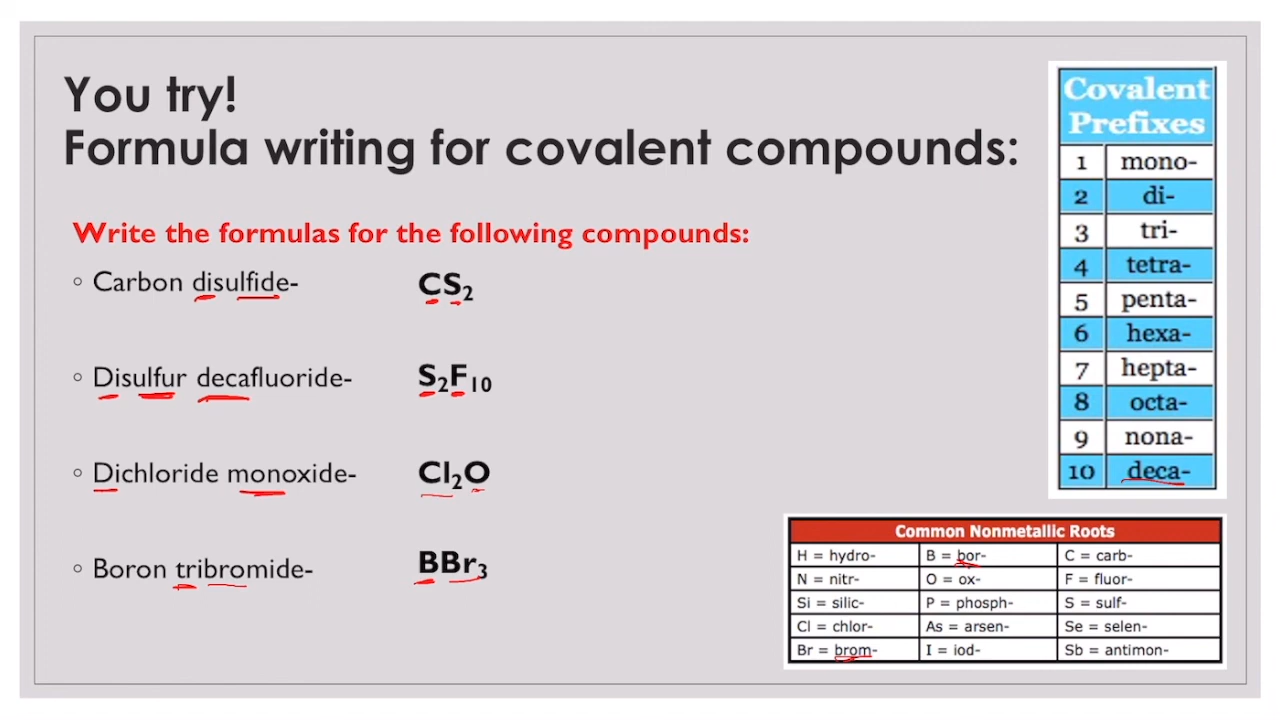 You try!
Formula writing for covalent compounds:
Write the formulas for the following compounds:
◦ Carbon disulfide- CS₂
◦ Disulfur decafluoride- S₂F₁₀
◦ Dichloride monoxide- Cl₂O
◦ Boron tribromide- BBr₃
Covalent
Prefixes
1 mono-
2 di-
3 tri-
4 tetra-
5 penta-
6 hexa-
7 hepta-
8 octa-
9 nona-
10 deca-
Common Nonmetallic Roots
H = hydro- B = bor- C = carb-
N = nitr- O = ox- F = fluor-
Si = silic- P = phosph- S = sulf-
Cl = chlor- As = arsen- Se = selen-
Br = brom- I = iod- Sb = antimon-